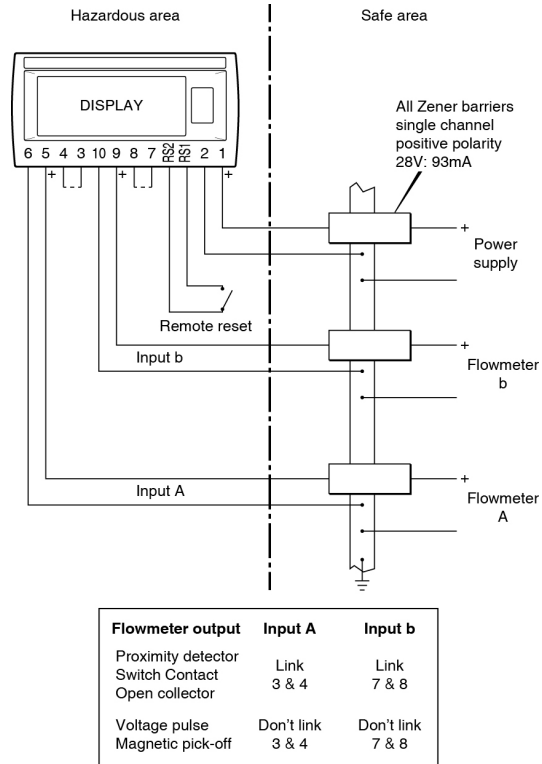 Hazardous area
Safe area
DISPLAY
6 5 4 3 10 9 8 7 RS2 RS1 2 1
+ + +
All Zener barriers
single channel
positive polarity
28V: 93mA
+
Power
supply
Remote reset
Input b
+
Flowmeter
b
Input A
+
Flowmeter
A
Flowmeter output Input A Input b
Proximity detector
Switch Contact
Open collector
Link
3 & 4
Link
7 & 8
Voltage pulse
Magnetic pick-off
Don't link
3 & 4
Don't link
7 & 8